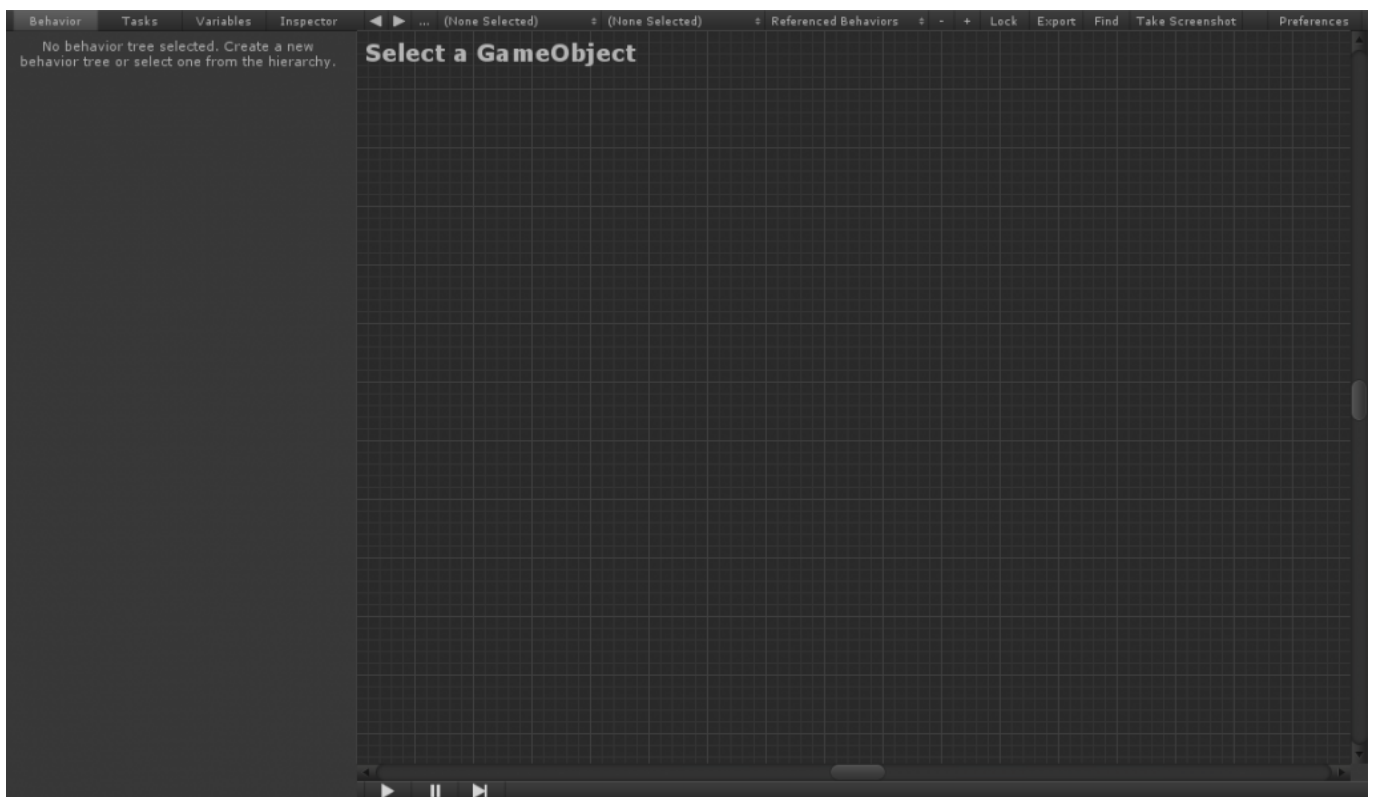 Behavior Tasks Variables Inspector ... (None Selected) (None Selected) Referenced Behaviors - + Lock Export Find Take Screenshot Preferences
No behavior tree selected. Create a new
behavior tree or select one from the hierarchy.
Select a GameObject